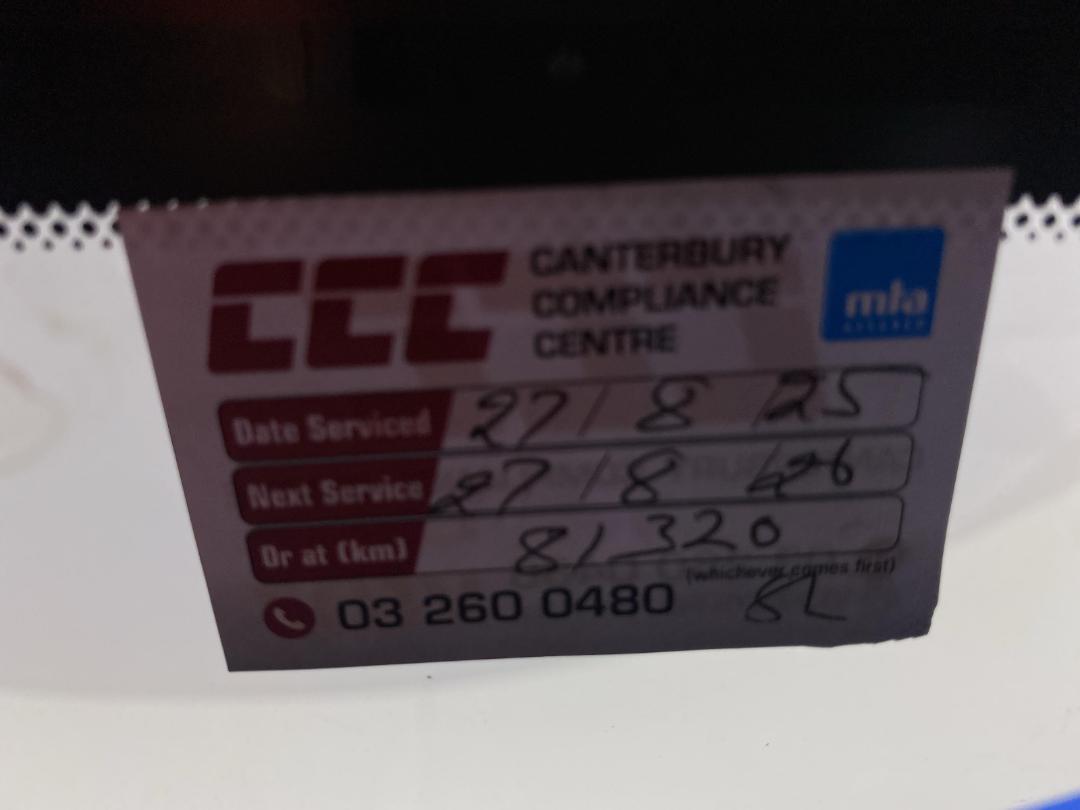 CCC CANTERBURY COMPLIANCE CENTRE
mta
Date Serviced 27/8/25
Next Service 27/8/26
Or at (km) 81320
(whichever comes first)
03 260 0480